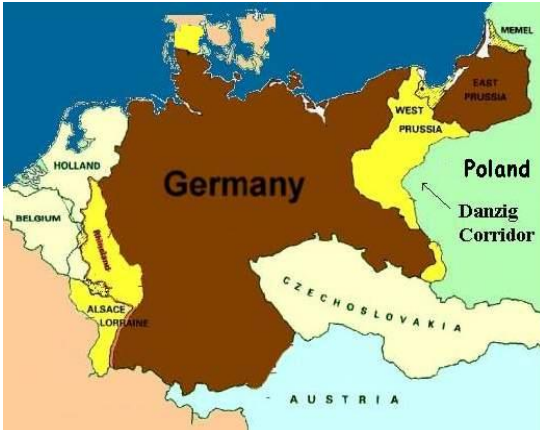 MEMEL
EAST
PRUSSIA
WEST
PRUSSIA
HOLLAND
Poland
Germany
BELGIUM
Danzig
Corridor
Rhineland
CZECHOSLOVAKIA
ALSACE
LORRAINE
AUSTRIA